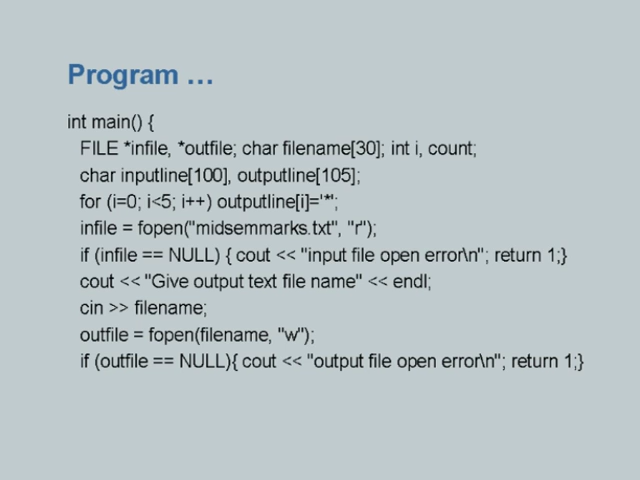 Program …
int main() {
FILE *infile, *outfile; char filename[30]; int i, count;
char inputline[100], outputline[105];
for (i=0; i<5; i++) outputline[i]='*';
infile = fopen("midsemmarks.txt", "r");
if (infile == NULL) { cout << "input file open error\n"; return 1;}
cout << "Give output text file name" << endl;
cin >> filename;
outfile = fopen(filename, "w");
if (outfile == NULL){ cout << "output file open error\n"; return 1;}